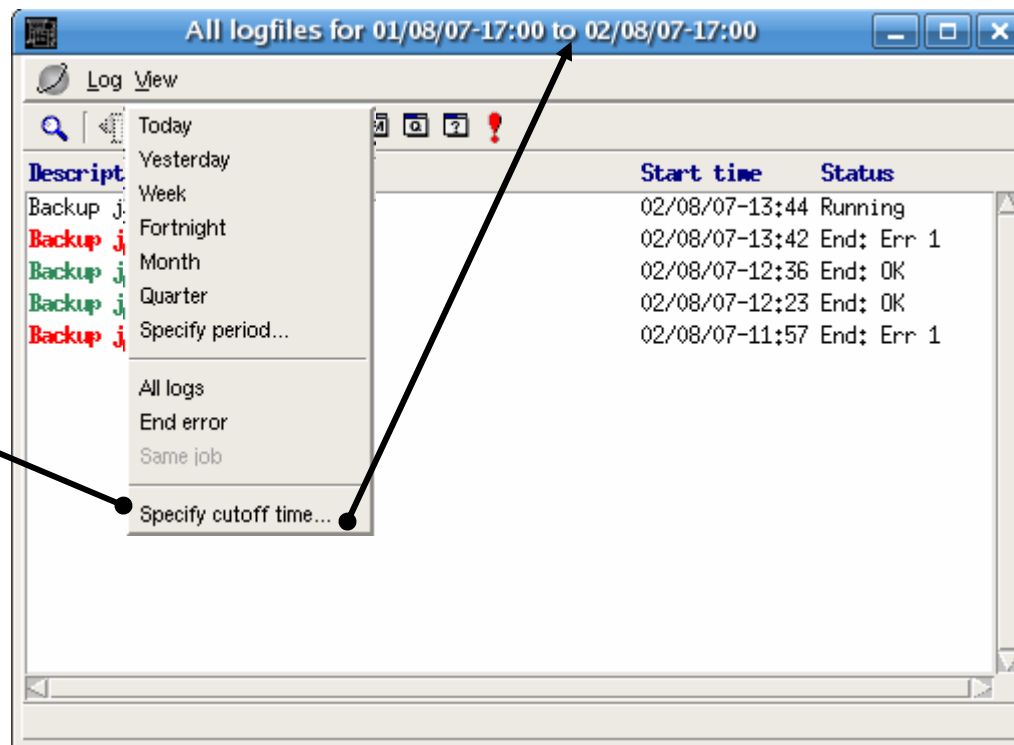 All logfiles for 01/08/07-17:00 to 02/08/07-17:00
Log View
Today
Yesterday
Week
Fortnight
Month
Quarter
Specify period...
All logs
End error
Same job
Specify cutoff time...
Descript Start time Status
Backup j 02/08/07-13:44 Running
Backup j 02/08/07-13:42 End: Err 1
Backup j 02/08/07-12:36 End: OK
Backup j 02/08/07-12:23 End: OK
Backup j 02/08/07-11:57 End: Err 1